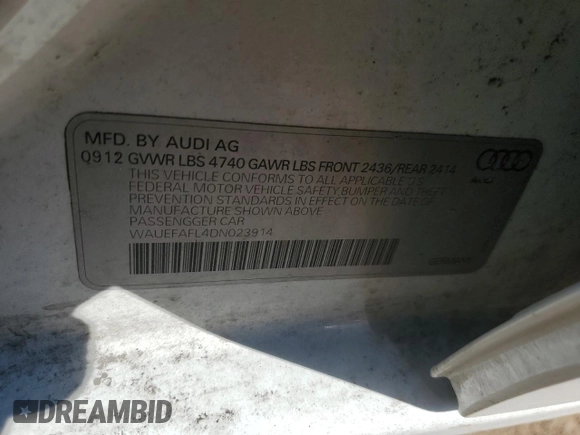 MFD. BY AUDI AG
0912 GVWR LBS 4740 GAWR LBS FRONT 2436/REAR 2414
THIS VEHICLE CONFORMS TO ALL APPLICABLE
FEDERAL MOTOR VEHICLE SAFETY BUMPER AND THEFT
PREVENTION STANDARDS IN EFFECT ON THE DATE OF
MANUFACTURE SHOWN ABOVE
PASSENGGER CAR
WAUEFAFL4DN023914
GERMANY
DREAMBID